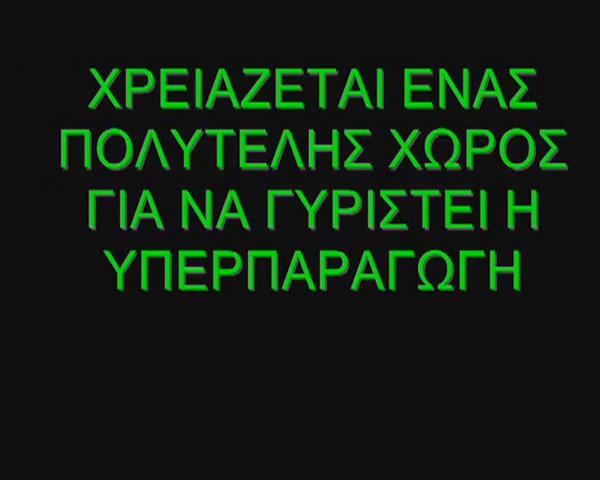 ΧΡΕΙΑΖΕΤΑΙ ΕΝΑΣ
ΠΟΛΥΤΕΛΗΣ ΧΩΡΟΣ
ΓΙΑ ΝΑ ΓΥΡΙΣΤΕΙ Η
ΥΠΕΡΠΑΡΑΓΩΓΗ